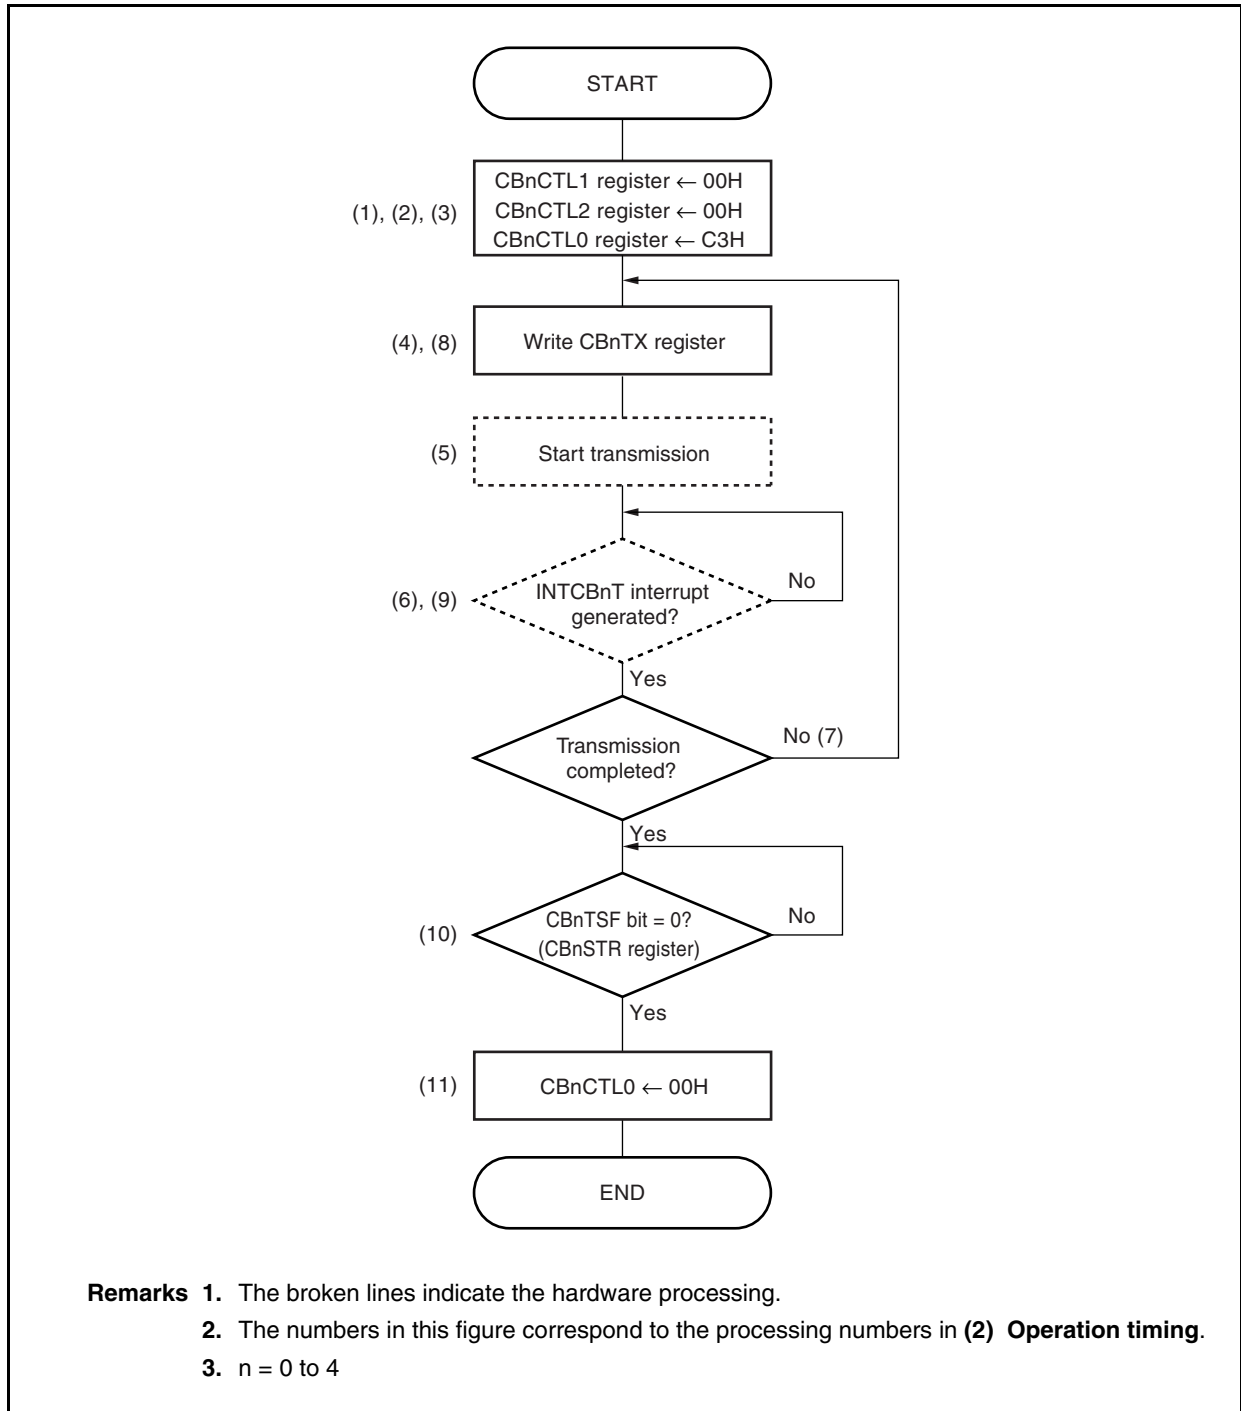 START
CBnCTL1 register ← 00H
(1), (2), (3)
CBnCTL2 register ← 00H
CBnCTL0 register ← C3H
(4), (8)
Write CBnTX register
(5)
Start transmission
(6), (9)
INTCBnT interrupt
generated?
No
Yes
Transmission
completed?
No (7)
Yes
(10)
CBnTSF bit = 0?
(CBnSTR register)
No
Yes
(11)
CBnCTL0 ← 00H
END
Remarks 1. The broken lines indicate the hardware processing.
2. The numbers in this figure correspond to the processing numbers in (2) Operation timing.
3. n = 0 to 4